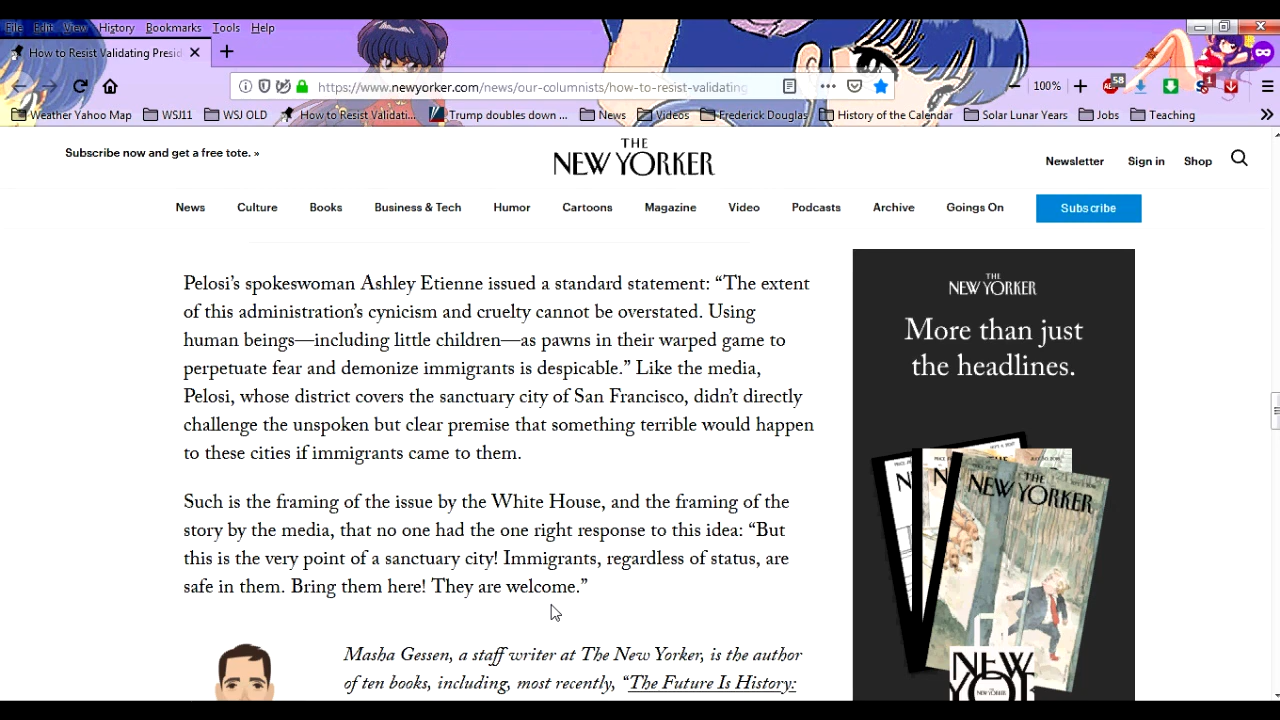 File Edit View History Bookmarks Tools Help
How to Resist Validating Presid
https://www.newyorker.com/news/our-columnists/how-to-resist-validating
100%
58
1
Weather Yahoo Map WSJ11 WSJ OLD How to Resist Validati... Trump doubles down ... News Videos Frederick Douglas History of the Calendar Solar Lunar Years Jobs Teaching
Subscribe now and get a free tote. »
THE
NEW YORKER
Newsletter Sign in Shop
News Culture Books Business & Tech Humor Cartoons Magazine Video Podcasts Archive Goings On Subscribe
Pelosi’s spokeswoman Ashley Etienne issued a standard statement: “The extent
of this administration’s cynicism and cruelty cannot be overstated. Using
human beings—including little children—as pawns in their warped game to
perpetuate fear and demonize immigrants is despicable.” Like the media,
Pelosi, whose district covers the sanctuary city of San Francisco, didn’t directly
challenge the unspoken but clear premise that something terrible would happen
to these cities if immigrants came to them.
Such is the framing of the issue by the White House, and the framing of the
story by the media, that no one had the one right response to this idea: “But
this is the very point of a sanctuary city! Immigrants, regardless of status, are
safe in them. Bring them here! They are welcome.”
Masha Gessen, a staff writer at The New Yorker, is the author
of ten books, including, most recently, “The Future Is History:
THE
NEW YORKER
More than just
the headlines.
THE
NEW YORKER
NEW